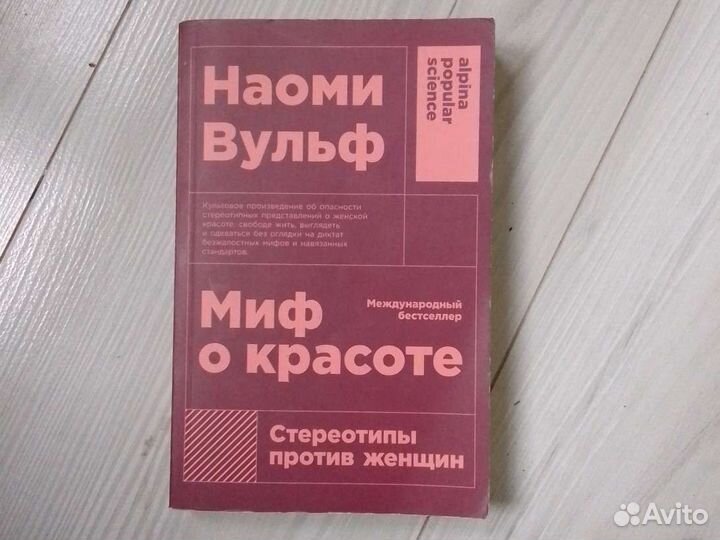 Наоми
Вульф
alpina
popular
science
Культовое произведение об опасности
стереотипных представлений о женской
красоте, свободе жить, выглядеть
и одеваться без оглядки на диктат
безжалостных мифов и навязанных
стандартов.
Международный
бестселлер
Миф
о красоте
Стереотипы
против женщин
Avito